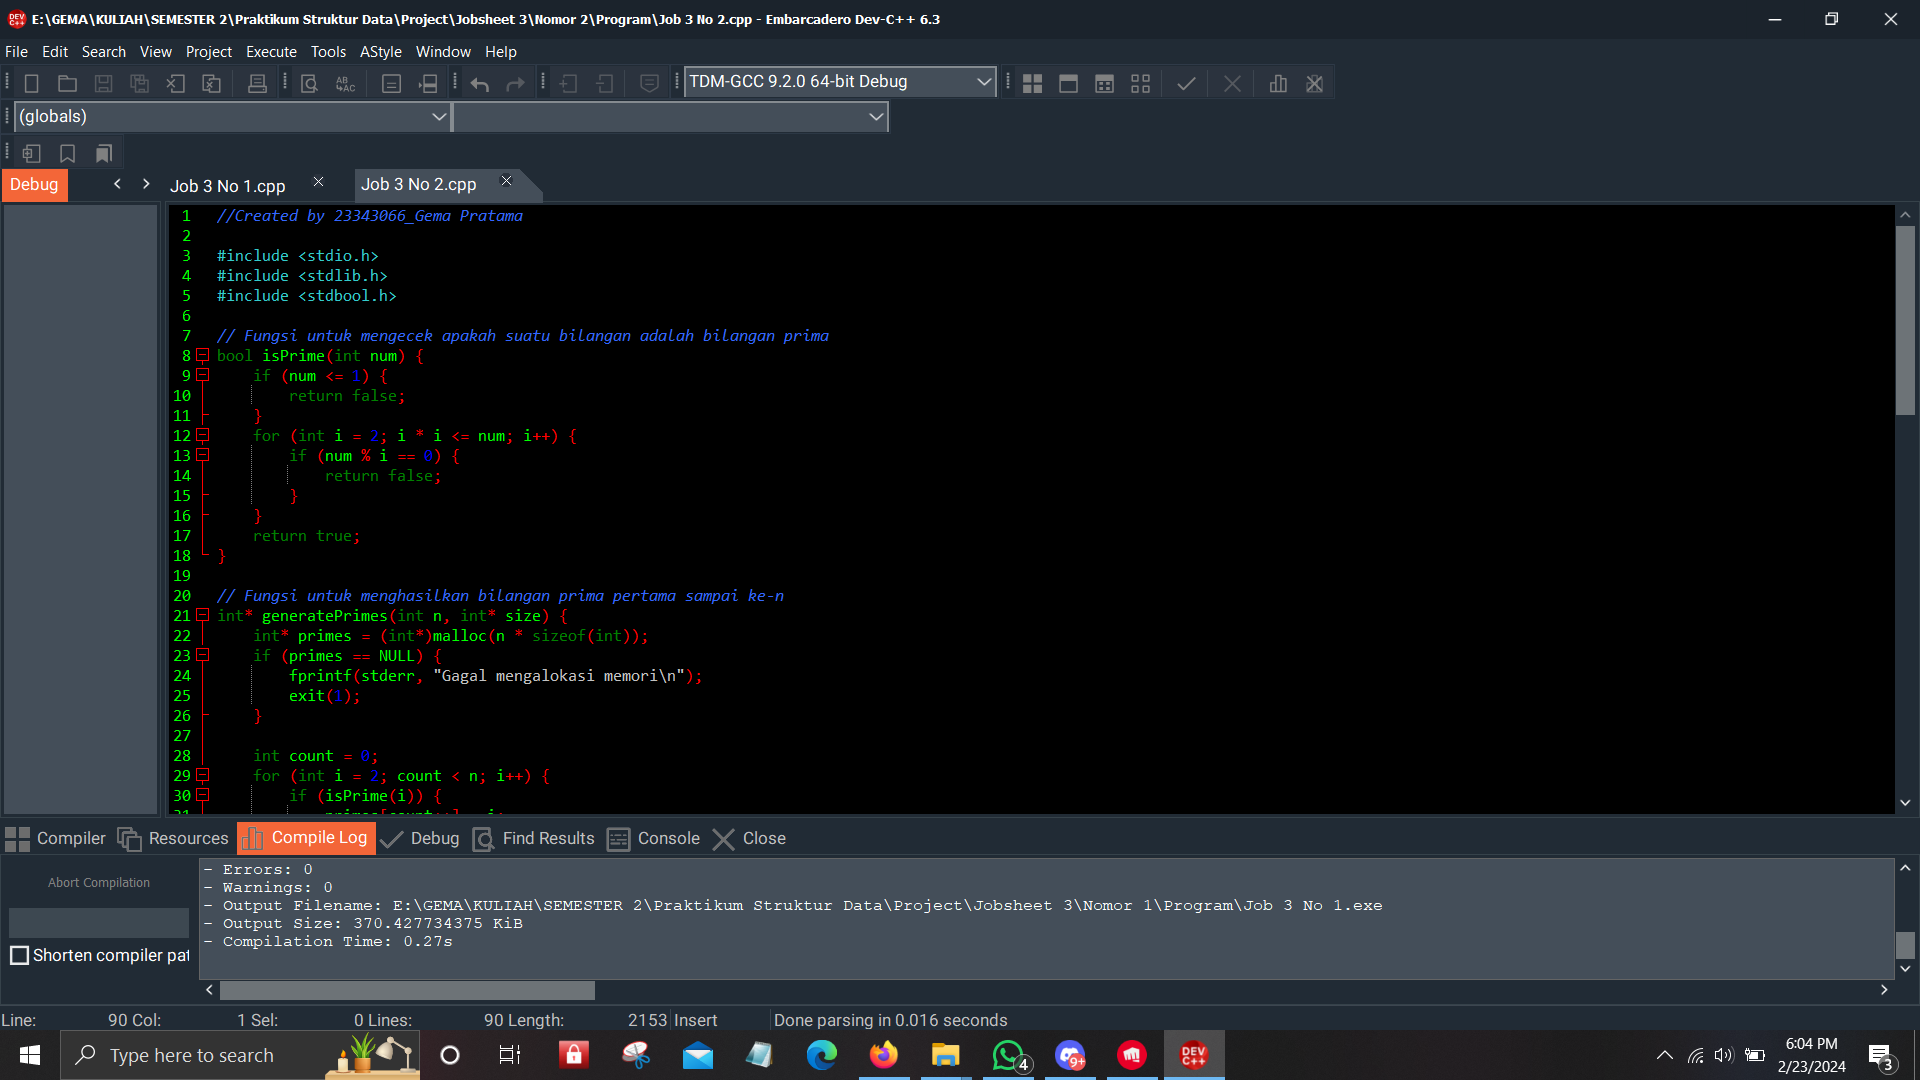 E:\GEMA\KULIAH\SEMESTER 2\Praktikum Struktur Data\Project\Jobsheet 3\Nomor 2\Program\Job 3 No 2.cpp - Embarcadero Dev-C++ 6.3
File Edit Search View Project Execute Tools AStyle Window Help
TDM-GCC 9.2.0 64-bit Debug
(globals)
Debug Job 3 No 1.cpp Job 3 No 2.cpp
1 //Created by 23343066_Gema Pratama
2
3 #include <stdio.h>
4 #include <stdlib.h>
5 #include <stdbool.h>
6
7 // Fungsi untuk mengecek apakah suatu bilangan adalah bilangan prima
8 bool isPrime(int num) {
9 if (num <= 1) {
10 return false;
11 }
12 for (int i = 2; i * i <= num; i++) {
13 if (num % i == 0) {
14 return false;
15 }
16 }
17 return true;
18 }
19
20 // Fungsi untuk menghasilkan bilangan prima pertama sampai ke-n
21 int* generatePrimes(int n, int* size) {
22 int* primes = (int*)malloc(n * sizeof(int));
23 if (primes == NULL) {
24 fprintf(stderr, "Gagal mengalokasi memori\n");
25 exit(1);
26 }
27
28 int count = 0;
29 for (int i = 2; count < n; i++) {
30 if (isPrime(i)) {
Compiler Resources Compile Log Debug Find Results Console Close
Abort Compilation
Shorten compiler pat
- Errors: 0
- Warnings: 0
- Output Filename: E:\GEMA\KULIAH\SEMESTER 2\Praktikum Struktur Data\Project\Jobsheet 3\Nomor 1\Program\Job 3 No 1.exe
- Output Size: 370.427734375 KiB
- Compilation Time: 0.27s
Line: 90 Col: 1 Sel: 0 Lines: 90 Length: 2153 Insert Done parsing in 0.016 seconds
Type here to search
4
9+
DEV C++
6:04 PM
2/23/2024
3